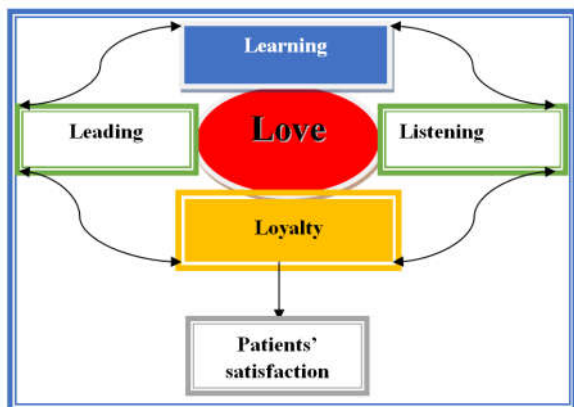 Learning
Leading
Love
Listening
Loyalty
Patients’
satisfaction